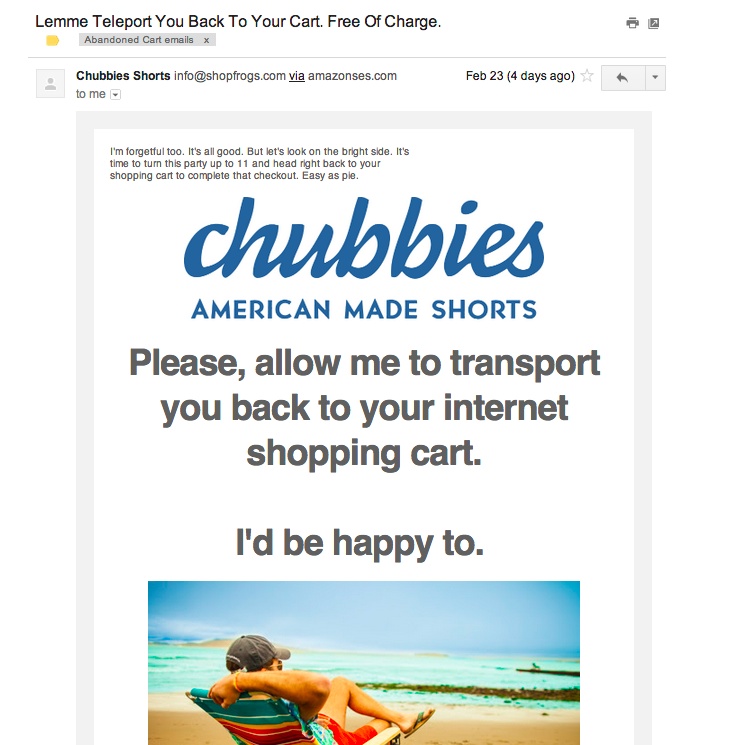 Lemme Teleport You Back To Your Cart. Free Of Charge.
Abandoned Cart emails x
Chubbies Shorts info@shopfrogs.com via amazonses.com Feb 23 (4 days ago)
to me
I'm forgetful too. It's all good. But let's look on the bright side. It's
time to turn this party up to 11 and head right back to your
shopping cart to complete that checkout. Easy as pie.
chubbies
AMERICAN MADE SHORTS
Please, allow me to transport
you back to your internet
shopping cart.
I'd be happy to.